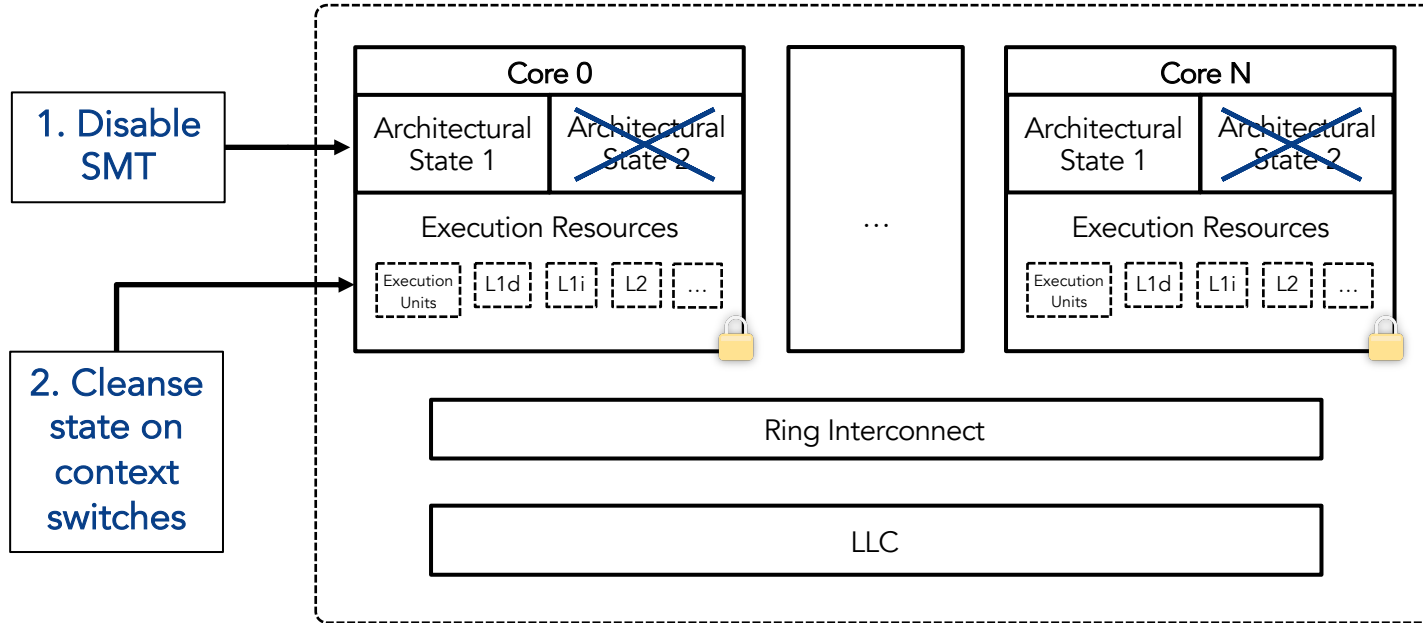 1. Disable
SMT
2. Cleanse
state on
context
switches
Core 0
Architectural
State 1
Architectural
State 2
Execution Resources
Execution
Units
L1d
L1i
L2
...
...
Core N
Architectural
State 1
Architectural
State 2
Execution Resources
Execution
Units
L1d
L1i
L2
...
Ring Interconnect
LLC